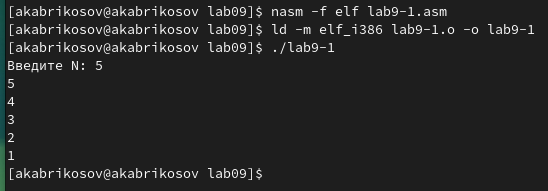 [akabrikosov@akabrikosov lab09]$ nasm -f elf lab9-1.asm
[akabrikosov@akabrikosov lab09]$ ld -m elf_i386 lab9-1.o -o lab9-1
[akabrikosov@akabrikosov lab09]$ ./lab9-1
Введите N: 5
5
4
3
2
1
[akabrikosov@akabrikosov lab09]$